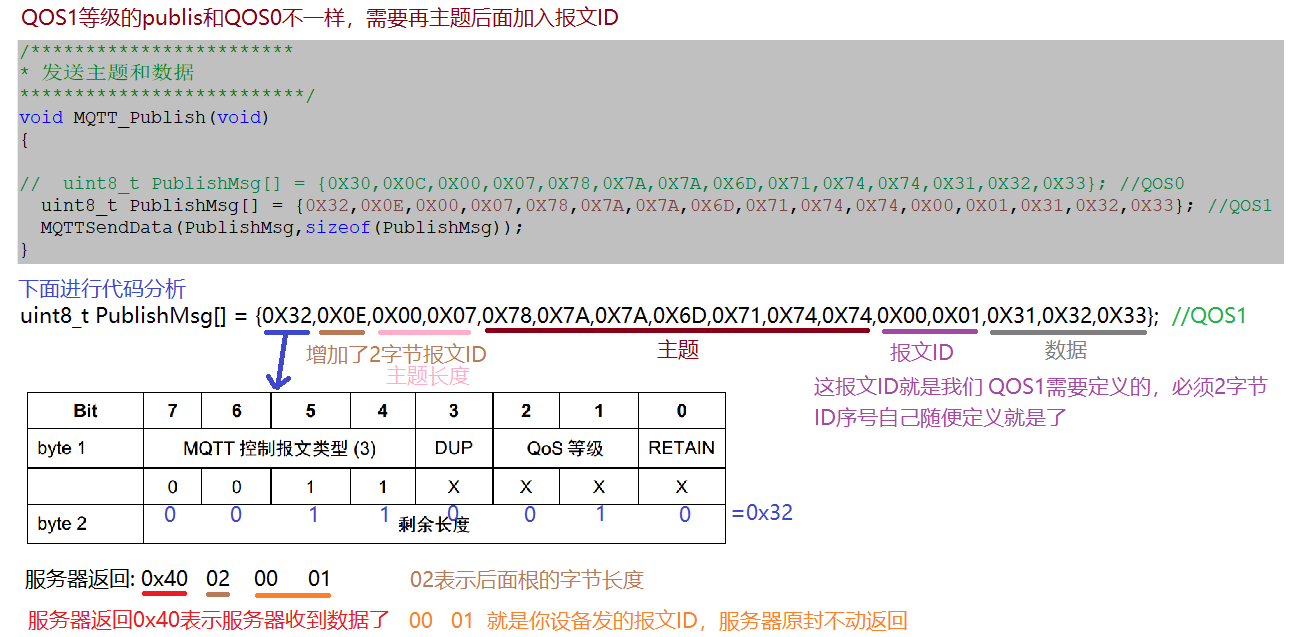 QOS1等级的publis和QOS0不一样，需要再主题后面加入报文ID
/************************
* 发送主题和数据
**************************/
void MQTT_Publish(void)
{
//  uint8_t PublishMsg[] = {0X30,0X0C,0X00,0X07,0X78,0X7A,0X7A,0X6D,0X71,0X74,0X74,0X31,0X32,0X33}; //QOS0
uint8_t PublishMsg[] = {0X32,0X0E,0X00,0X07,0X78,0X7A,0X7A,0X6D,0X71,0X74,0X74,0X00,0X01,0X31,0X32,0X33}; //QOS1
MQTTSendData(PublishMsg,sizeof(PublishMsg));
}
下面进行代码分析
uint8_t PublishMsg[] = {0X32,0X0E,0X00,0X07,0X78,0X7A,0X7A,0X6D,0X71,0X74,0X74,0X00,0X01,0X31,0X32,0X33}; //QOS1
增加了2字节报文ID 主题 报文ID 数据
主题长度
这报文ID就是我们 QOS1需要定义的，必须2字节
ID序号自己随便定义就是了
Bit 7 6 5 4 3 2 1 0
byte 1 MQTT 控制报文类型 (3) DUP QoS 等级 RETAIN
0 0 1 1 X X X X
0 0 1 1 0 0 1 0 =0x32
byte 2 剩余长度
服务器返回: 0x40 02 00 01 02表示后面根的字节长度
服务器返回0x40表示服务器收到数据了 00 01 就是你设备发的报文ID，服务器原封不动返回